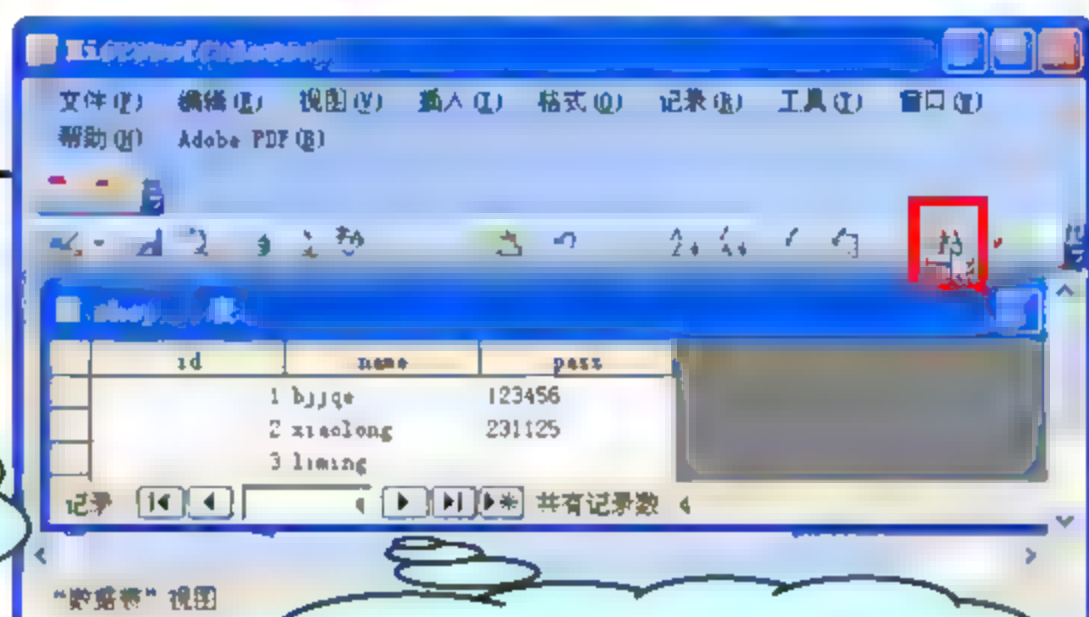 文件(F) 编辑(E) 视图(V) 插入(I) 格式(O) 记录(R) 工具(T) 窗口(W)
帮助(H) Adobe PDF(B)
id name pass
1 bjjqe 123456
2 xiaolong 231125
3 liming
记录 4 共有记录数 4
“数据表”视图